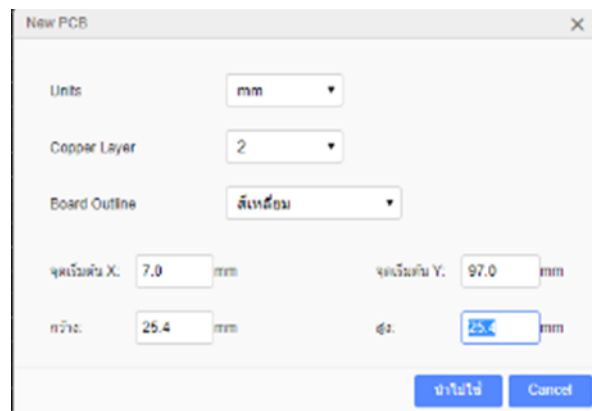 New PCB
Units mm
Copper Layer 2
Board Outline สี่เหลี่ยม
จุดเริ่มต้น X: 7.0 mm จุดเริ่มต้น Y: 97.0 mm
กว้าง: 25.4 mm สูง: 25.4 mm
นำไปใช้ Cancel